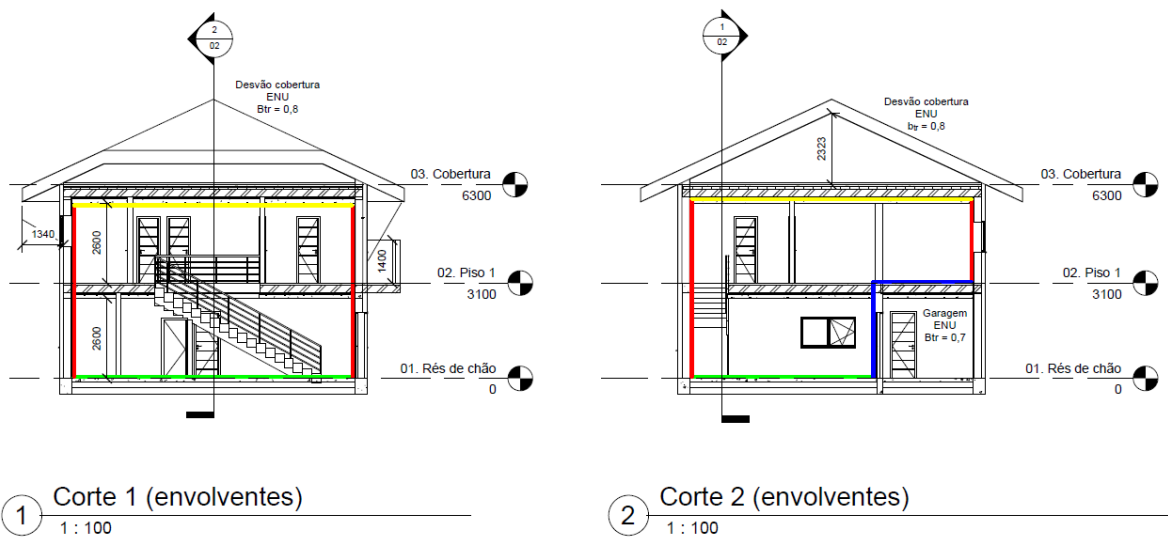 2
02
Desvão cobertura
ENU
Btr = 0,8
03. Cobertura
6300
1340
2600
1400
02. Piso 1
3100
2600
01. Rés de chão
0
1
Corte 1 (envolventes)
1 : 100
1
02
Desvão cobertura
ENU
btr = 0,8
2323
03. Cobertura
6300
02. Piso 1
3100
Garagem
ENU
Btr = 0,7
01. Rés de chão
0
2
Corte 2 (envolventes)
1 : 100